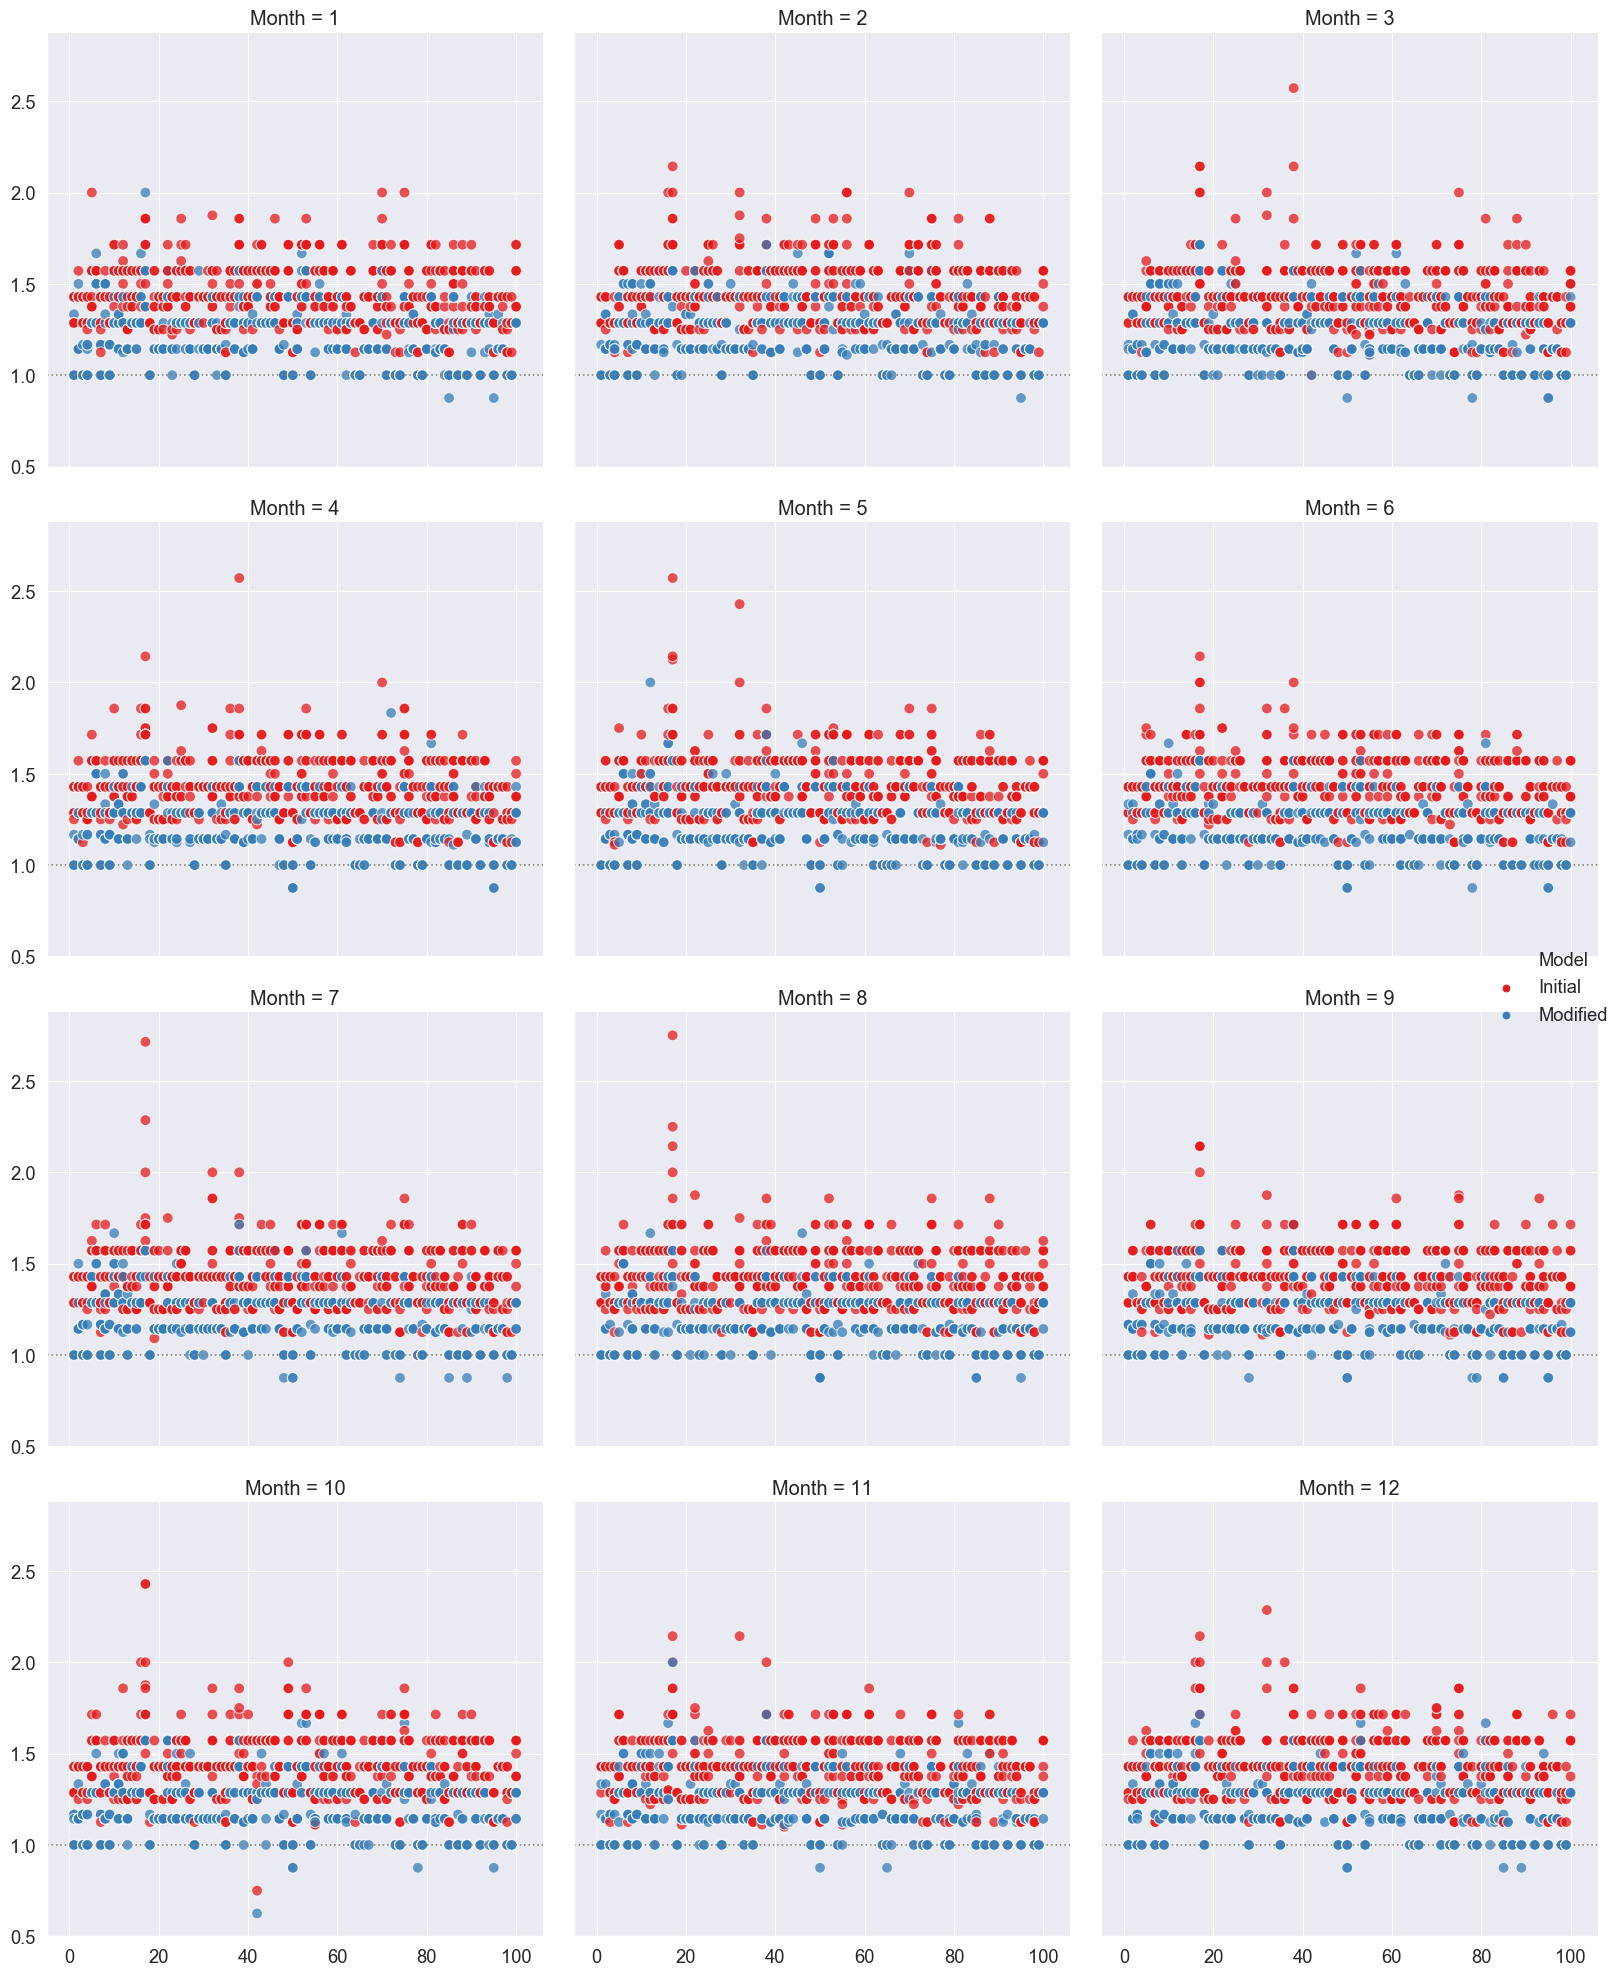 Month = 1
Month = 2
Month = 3
2.5
2.0
1.5
1.0
0.5
Month = 4
Month = 5
Month = 6
2.5
2.0
1.5
1.0
0.5
Model
Initial
Modified
Month = 7
Month = 8
Month = 9
2.5
2.0
1.5
1.0
0.5
Month = 10
Month = 11
Month = 12
2.5
2.0
1.5
1.0
0.5
0 20 40 60 80 100
0 20 40 60 80 100
0 20 40 60 80 100